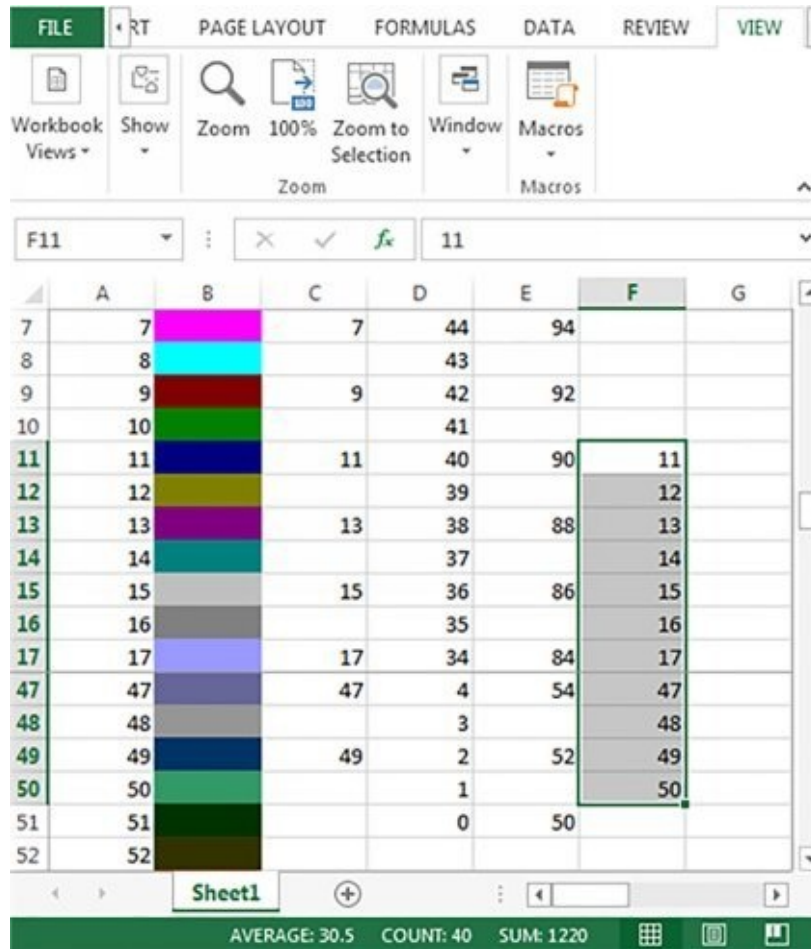 FILE RT PAGE LAYOUT FORMULAS DATA REVIEW VIEW
Workbook Views Show Zoom 100% Zoom to Selection Window Macros
Zoom Macros
F11 fx 11
A B C D E F G
7 7 7 44 94
8 8 43
9 9 9 42 92
10 10 41
11 11 11 40 90 11
12 12 39 12
13 13 13 38 88 13
14 14 37 14
15 15 15 36 86 15
16 16 35 16
17 17 17 34 84 17
47 47 47 4 54 47
48 48 3 48
49 49 49 2 52 49
50 50 1 50
51 51 0 50
52 52
Sheet1
AVERAGE: 30.5 COUNT: 40 SUM: 1220